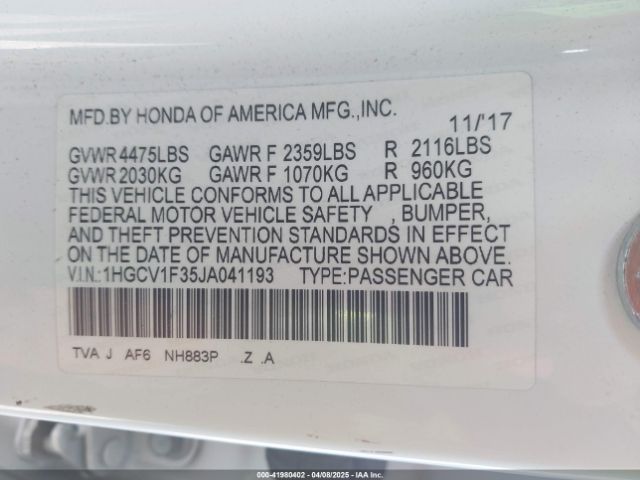 MFD.BY HONDA OF AMERICA MFG.,INC. 11/'17
GVWR 4475LBS GAWR F 2359LBS R 2116LBS
GVWR 2030KG GAWR F 1070KG R 960KG
THIS VEHICLE CONFORMS TO ALL APPLICABLE
FEDERAL MOTOR VEHICLE SAFETY , BUMPER,
AND THEFT PREVENTION STANDARDS IN EFFECT
ON THE DATE OF MANUFACTURE SHOWN ABOVE.
V.I.N.:1HGCV1F35JA041193 TYPE:PASSENGER CAR
TVA J AF6 NH883P .Z .A
000-41980402 04/08/2025 IAA Inc. (C)